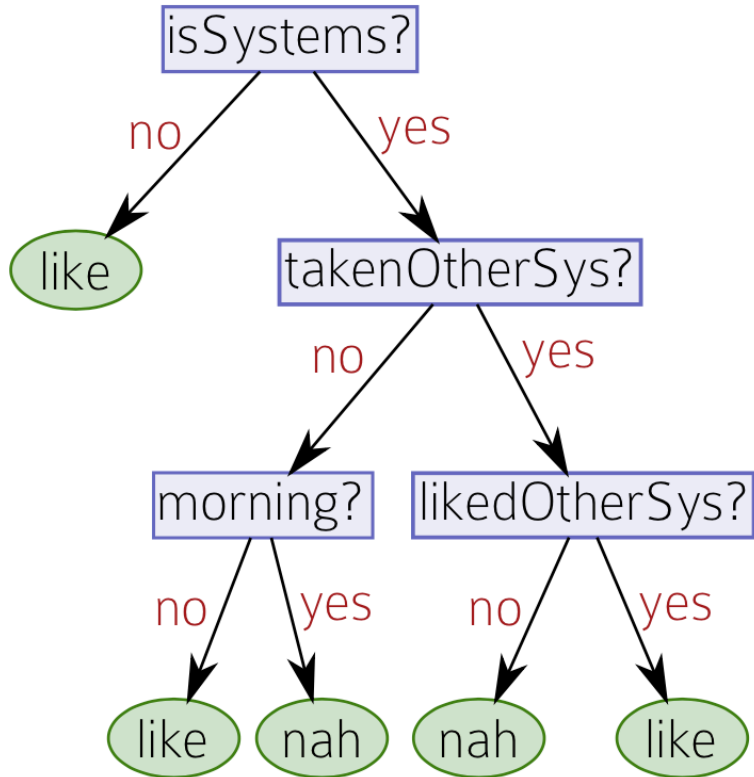 isSystems?
no yes
like
takenOtherSys?
no yes
morning? likedOtherSys?
no yes no yes
like nah nah like